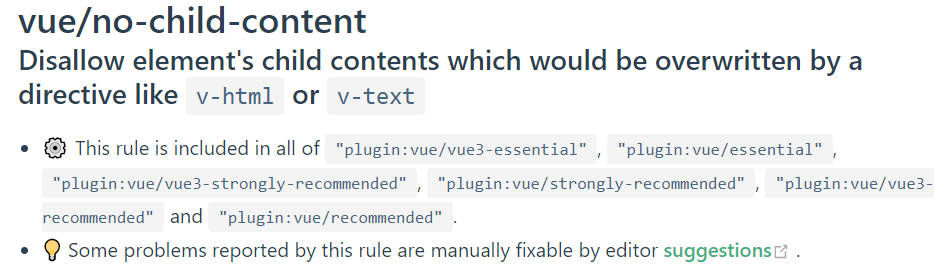 vue/no-child-content
Disallow element's child contents which would be overwritten by a
directive like v-html or v-text
This rule is included in all of "plugin:vue/vue3-essential" , "plugin:vue/essential" ,
"plugin:vue/vue3-strongly-recommended" , "plugin:vue/strongly-recommended" , "plugin:vue/vue3-
recommended" and "plugin:vue/recommended" .
Some problems reported by this rule are manually fixable by editor suggestions .